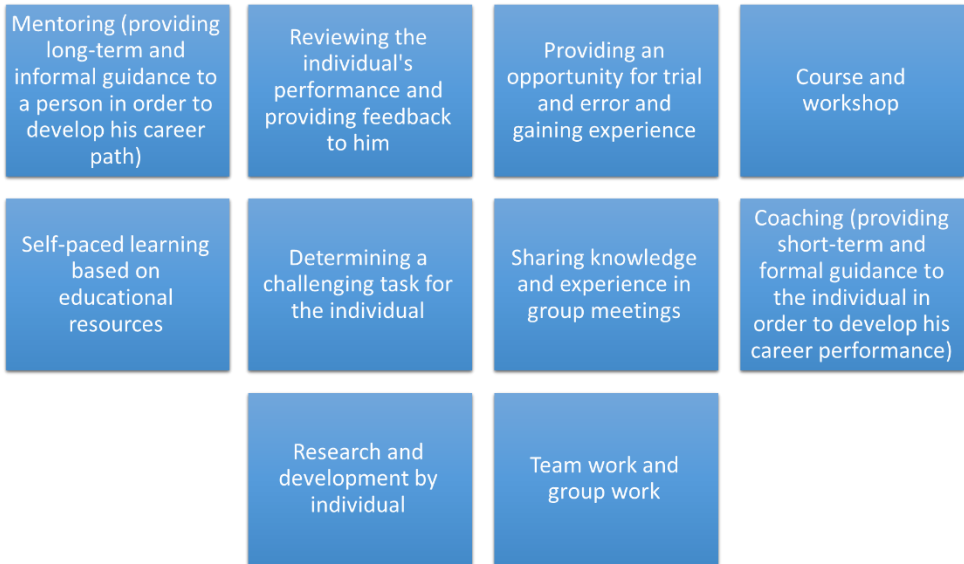 Mentoring (providing
long-term and
informal guidance to
a person in order to
develop his career
path)
Reviewing the
individual's
performance and
providing feedback
to him
Providing an
opportunity for trial
and error and
gaining experience
Course and
workshop
Self-paced learning
based on
educational
resources
Determining a
challenging task for
the individual
Sharing knowledge
and experience in
group meetings
Coaching (providing
short-term and
formal guidance to
the individual in
order to develop his
career performance)
Research and
development by
individual
Team work and
group work